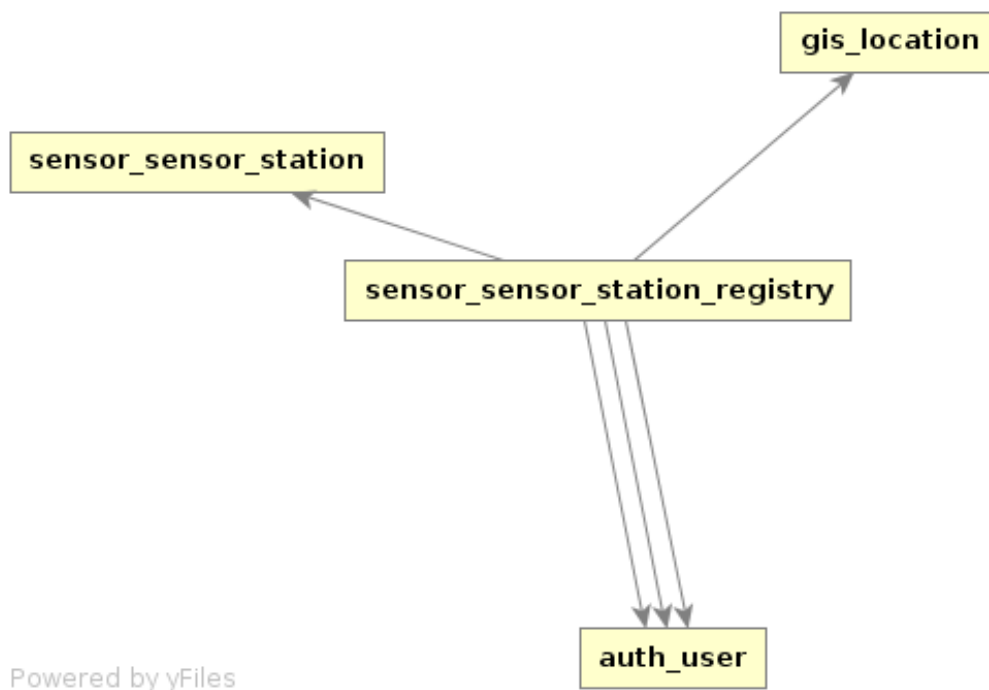 gis_location
sensor_sensor_station
sensor_sensor_station_registry
auth_user
Powered by yFiles